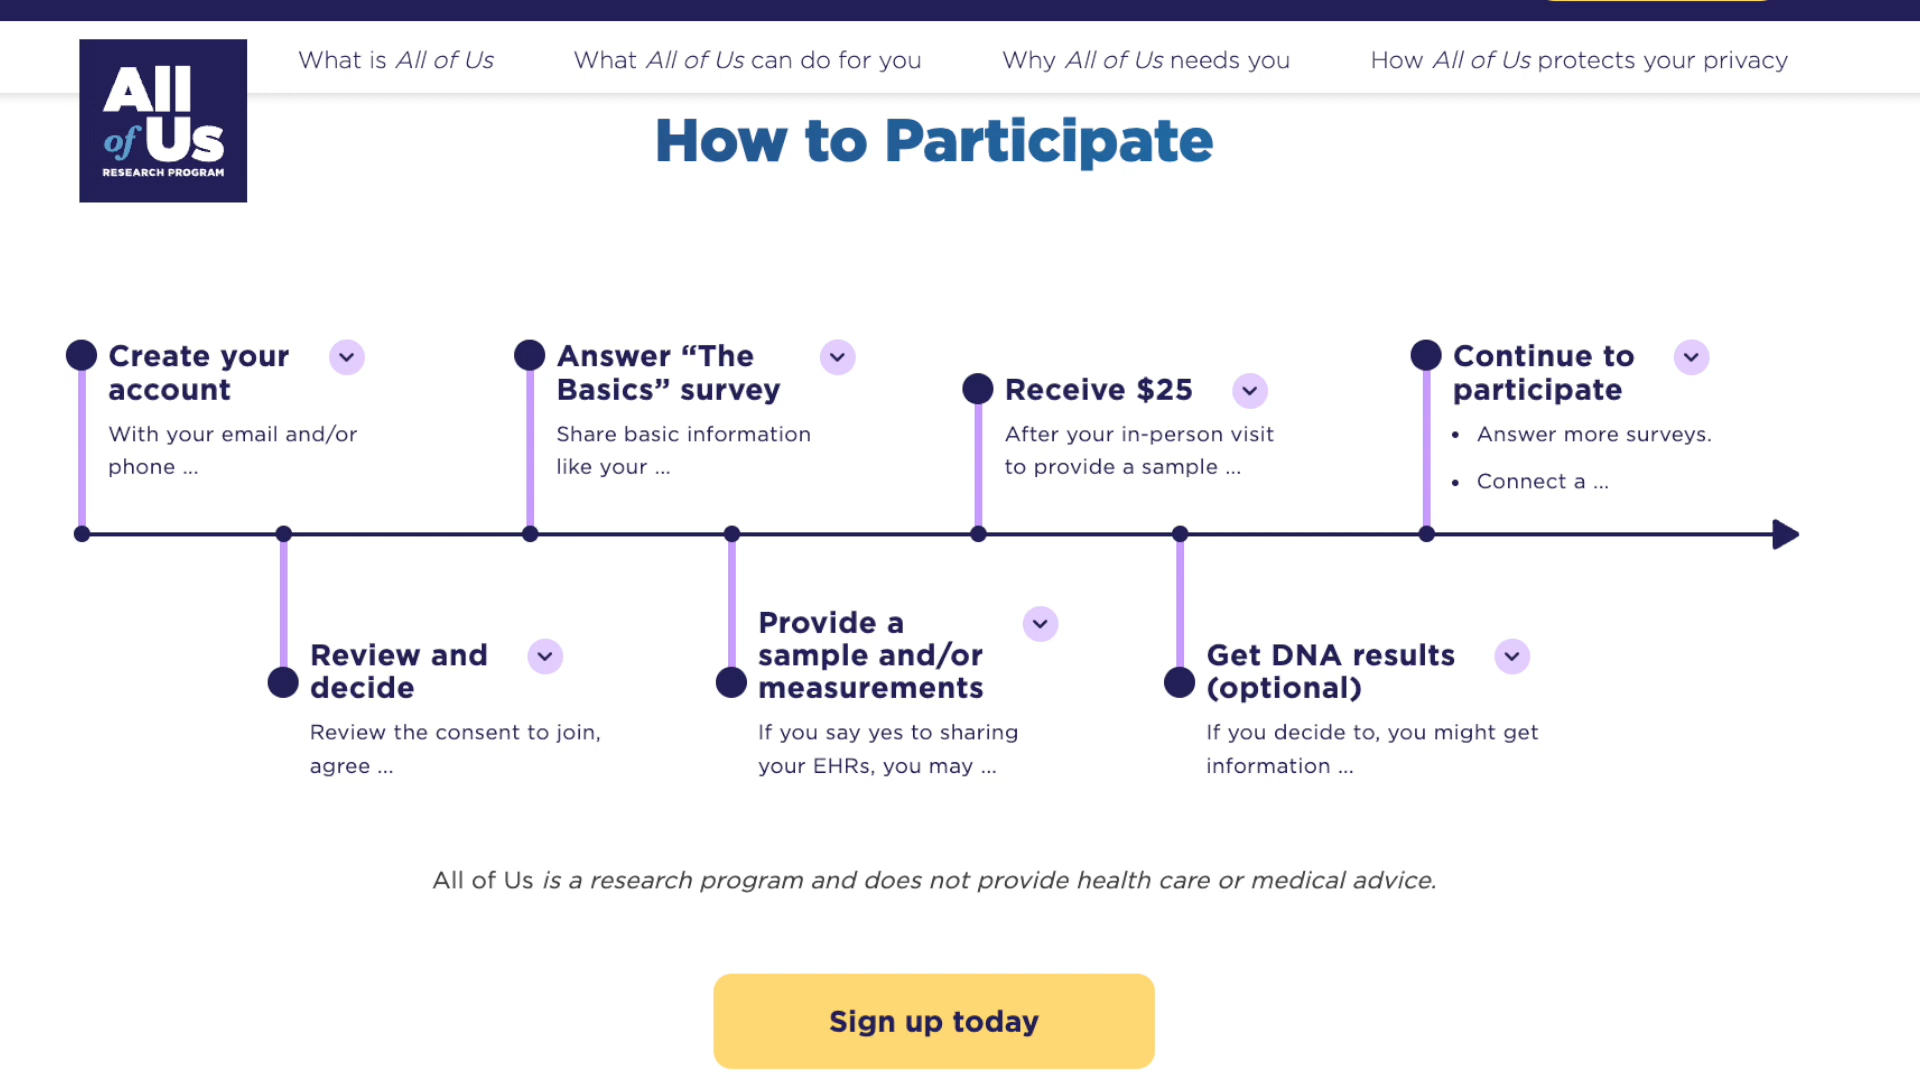 What is All of Us
What All of Us can do for you
Why All of Us needs you
How All of Us protects your privacy
All
of Us
RESEARCH PROGRAM
How to Participate
Create your
account
With your email and/or
phone ...
Answer “The
Basics” survey
Share basic information
like your ...
Receive $25
After your in-person visit
to provide a sample ...
Continue to
participate
• Answer more surveys.
• Connect a ...
Review and
decide
Review the consent to join,
agree ...
Provide a
sample and/or
measurements
If you say yes to sharing
your EHRs, you may ...
Get DNA results
(optional)
If you decide to, you might get
information ...
All of Us is a research program and does not provide health care or medical advice.
Sign up today